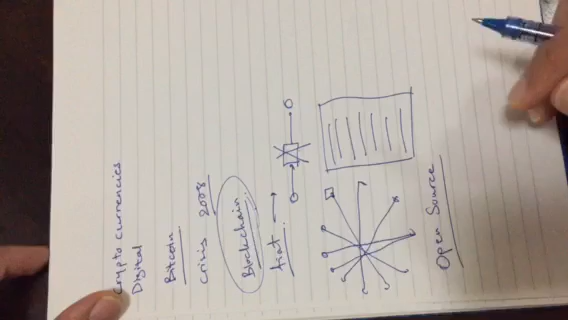 Crypto currencies
Digital
Bitcoin
crisis 2008
Blockchain
fiat →
Open Source